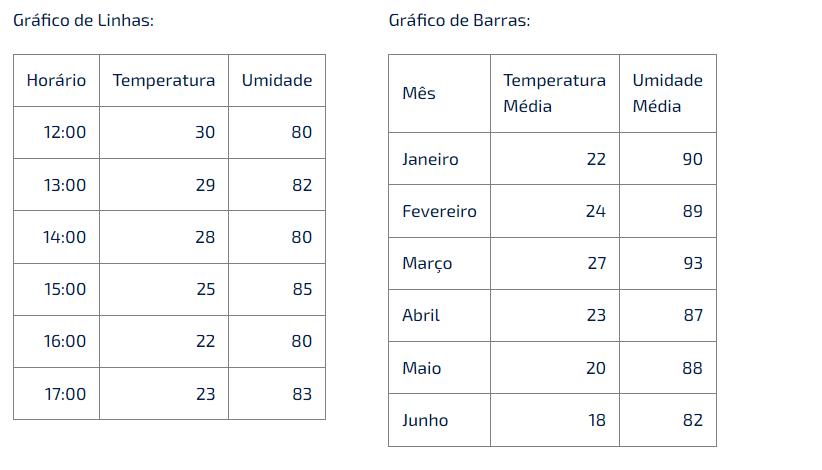 Gráfico de Linhas:
Horário Temperatura Umidade
12:00 30 80
13:00 29 82
14:00 28 80
15:00 25 85
16:00 22 80
17:00 23 83
Gráfico de Barras:
Mês Temperatura Média Umidade Média
Janeiro 22 90
Fevereiro 24 89
Março 27 93
Abril 23 87
Maio 20 88
Junho 18 82